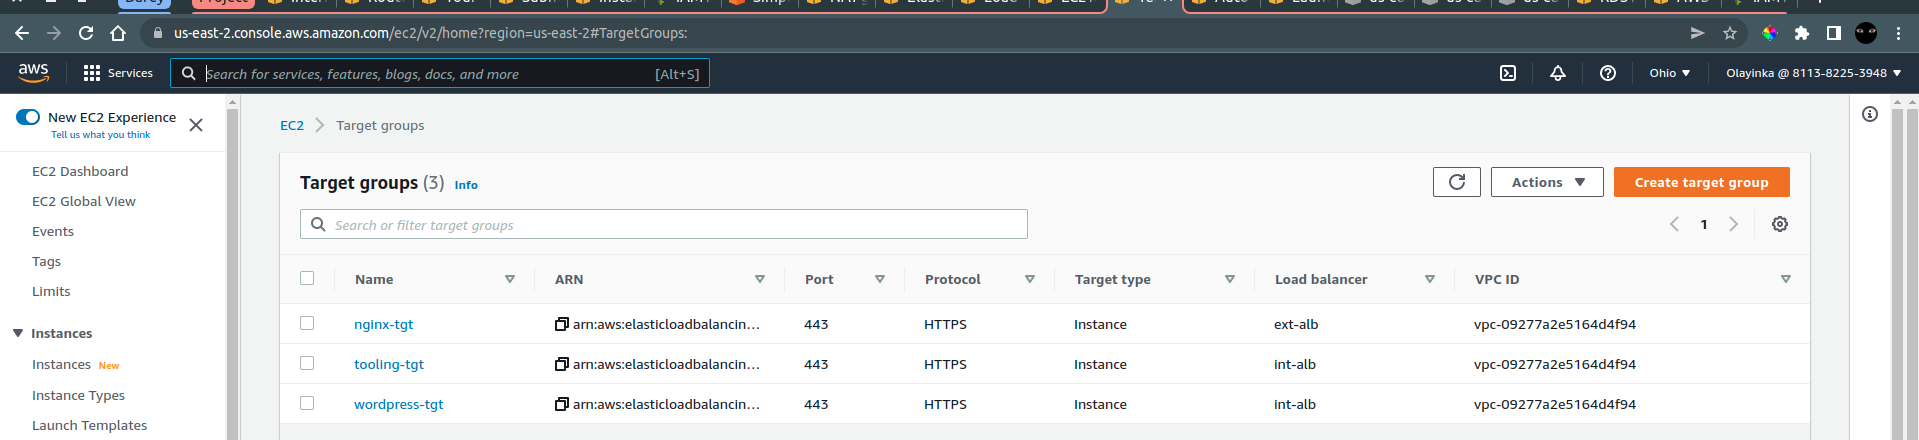 Darcy Project
us-east-2.console.aws.amazon.com/ec2/v2/home?region=us-east-2#TargetGroups:
aws Services Search for services, features, blogs, docs, and more [Alt+S] Ohio Olayinka @ 8113-8225-3948
New EC2 Experience
Tell us what you think
EC2 Dashboard
EC2 Global View
Events
Tags
Limits
Instances
Instances New
Instance Types
Launch Templates
EC2 Target groups
Target groups (3) Info Actions Create target group
Search or filter target groups 1
Name ARN Port Protocol Target type Load balancer VPC ID
nginx-tgt arn:aws:elasticloadbalancin... 443 HTTPS Instance ext-alb vpc-09277a2e5164d4f94
tooling-tgt arn:aws:elasticloadbalancin... 443 HTTPS Instance int-alb vpc-09277a2e5164d4f94
wordpress-tgt arn:aws:elasticloadbalancin... 443 HTTPS Instance int-alb vpc-09277a2e5164d4f94